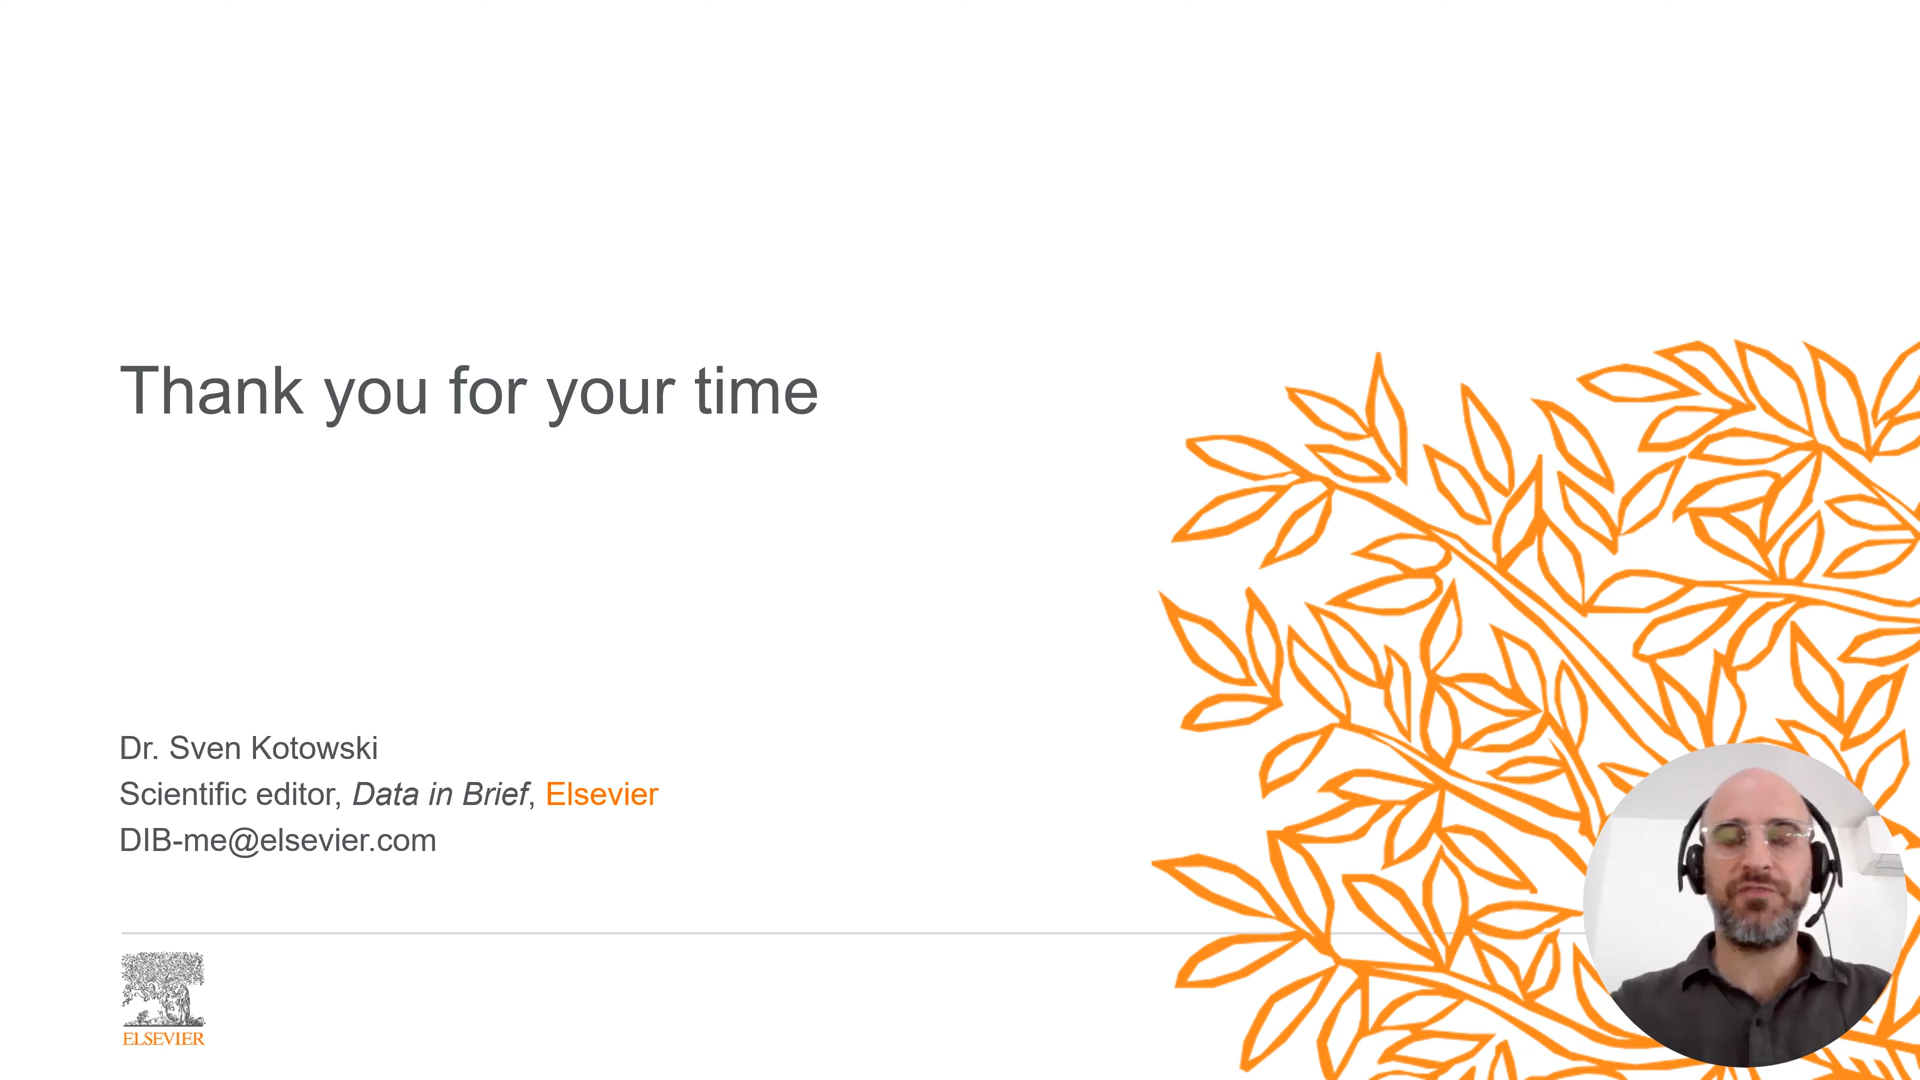 Thank you for your time
Dr. Sven Kotowski
Scientific editor, Data in Brief, Elsevier
DIB-me@elsevier.com
ELSEVIER